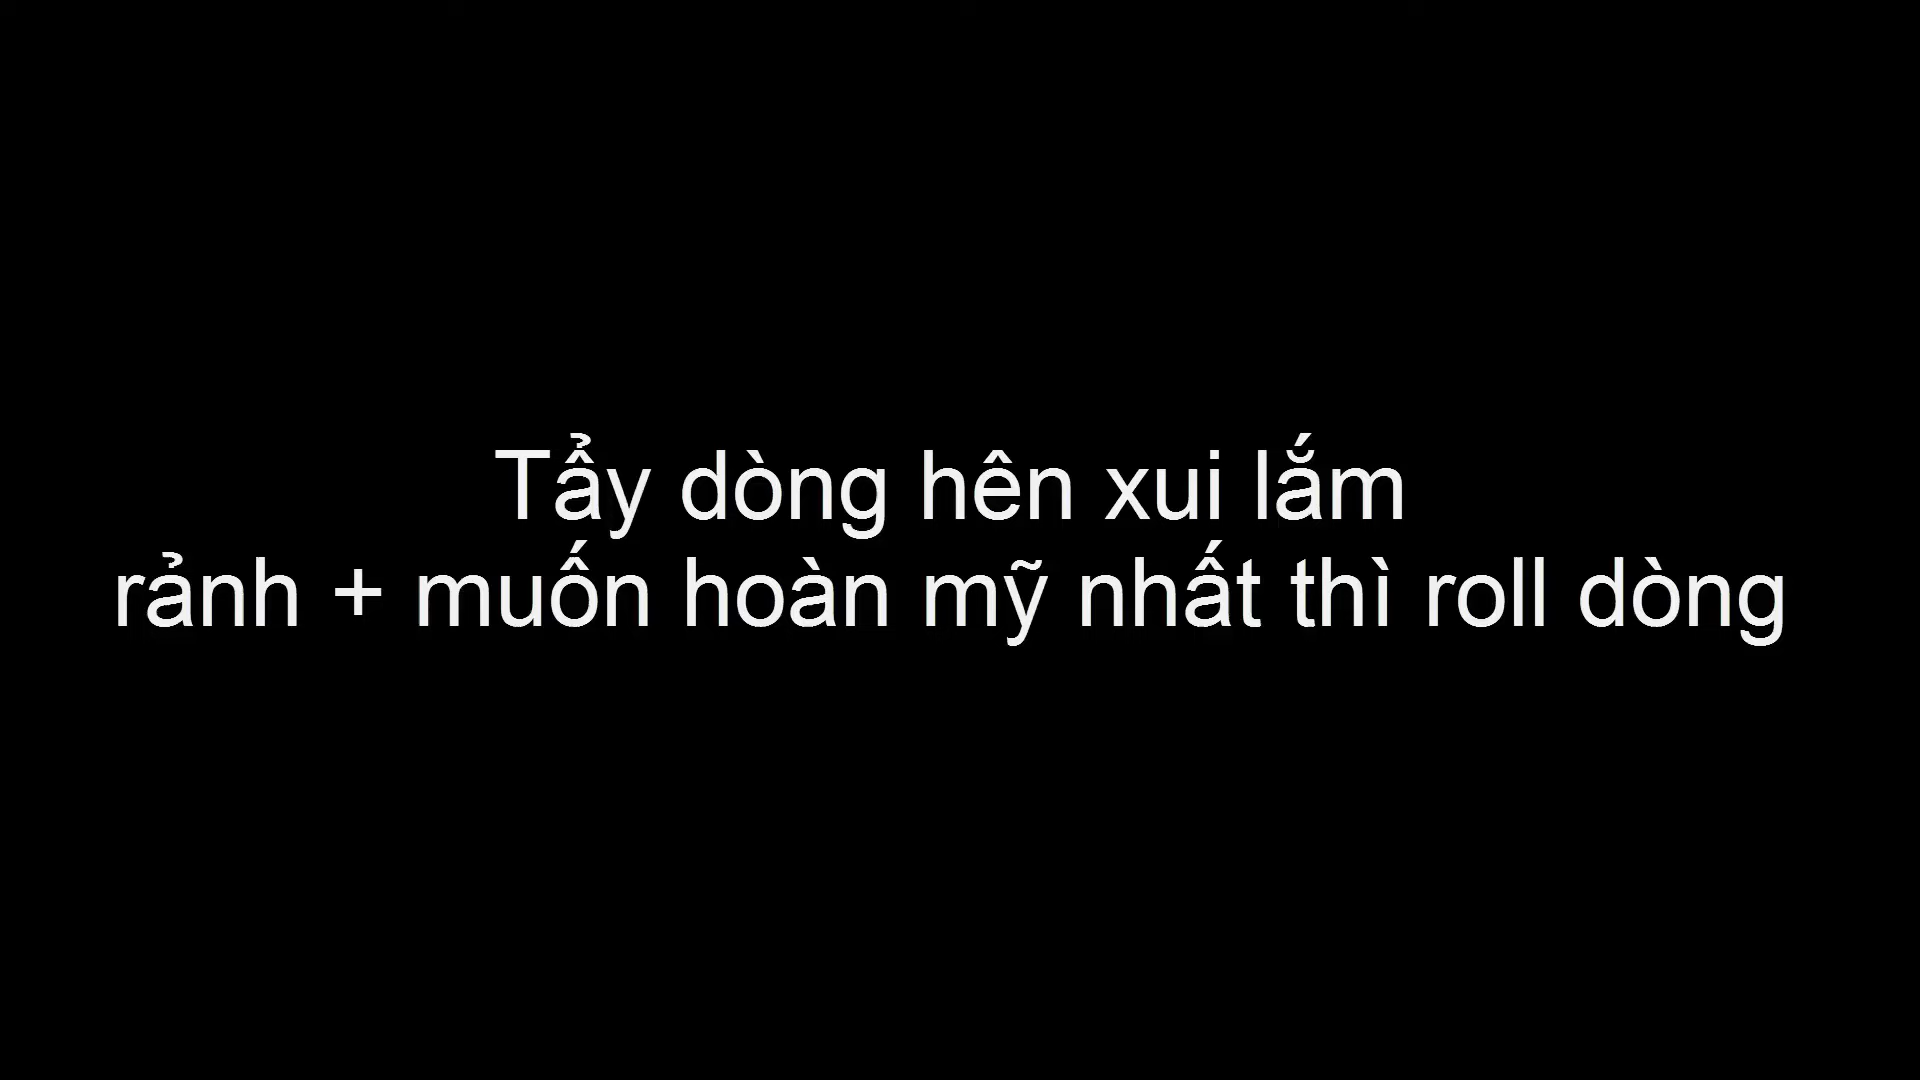 Tẩy dòng hên xui lắm
rảnh + muốn hoàn mỹ nhất thì roll dòng